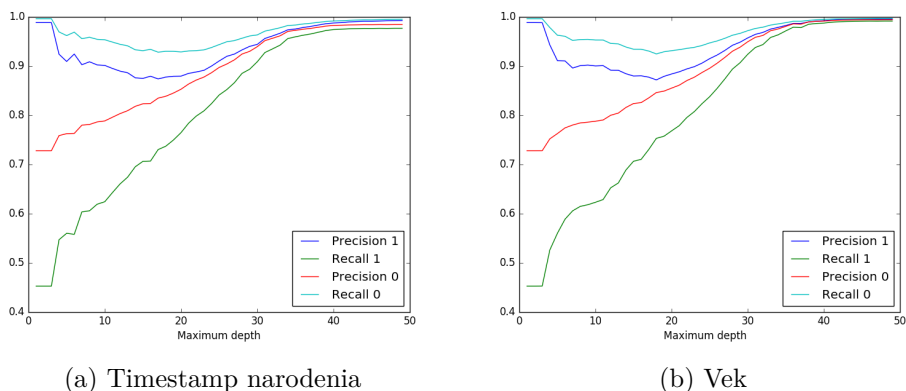 1.0
0.9
0.8
0.7
0.6
0.5
0.4
0 10 20 30 40 50
Maximum depth
Precision 1
Recall 1
Precision 0
Recall 0
(a) Timestamp narodenia
1.0
0.9
0.8
0.7
0.6
0.5
0.4
0 10 20 30 40 50
Maximum depth
Precision 1
Recall 1
Precision 0
Recall 0
(b) Vek